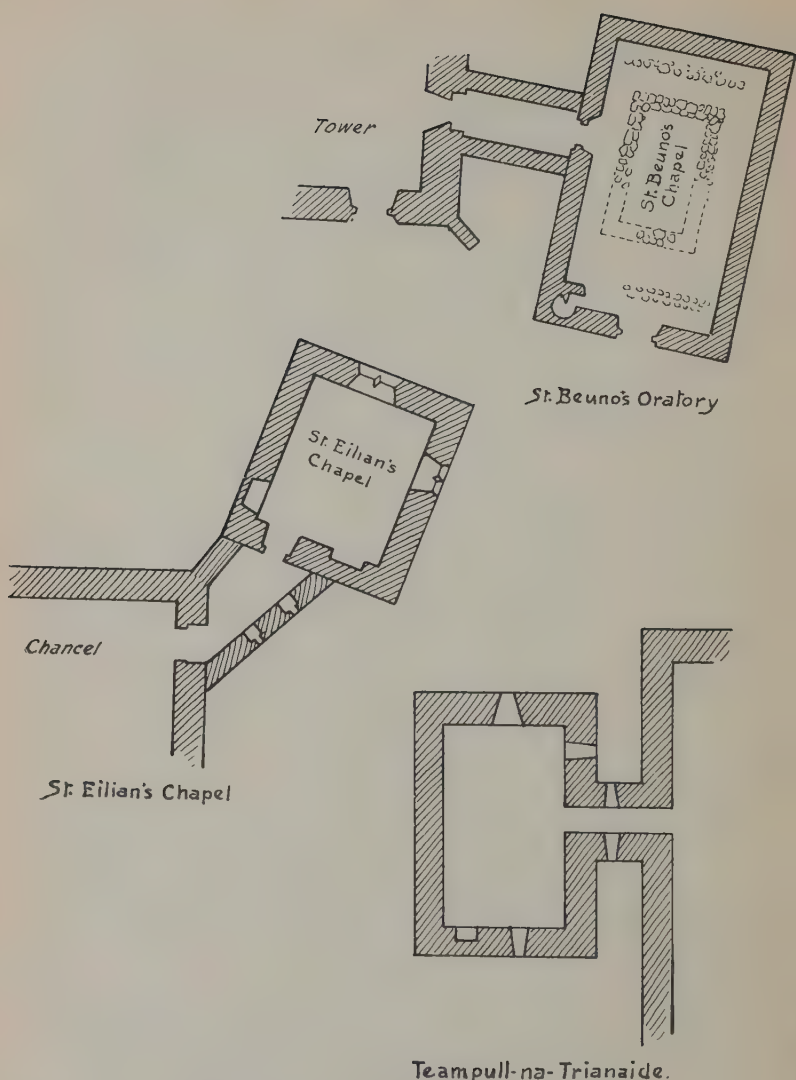 Tower
St. Beuno's
Chapel
St. Beuno's Oratory
St. Eilian's
Chapel
Chancel
St. Eilian's Chapel
Teampull-na-Trianaide.